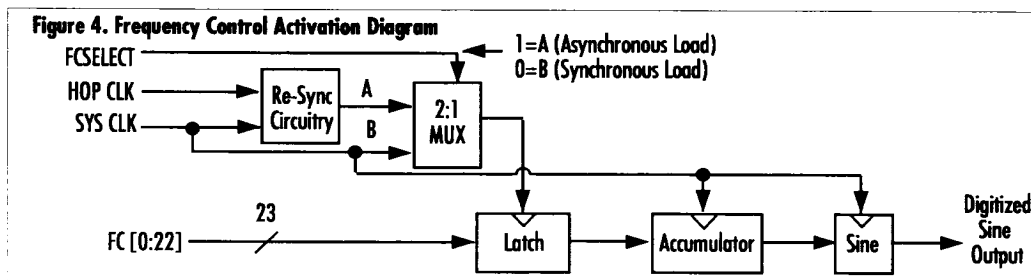 Figure 4. Frequency Control Activation Diagram
FCSELECT
1=A (Asynchronous Load)
0=B (Synchronous Load)
HOP CLK
SYS CLK
Re-Sync
Circuitry
A
B
2:1
MUX
23
FC [0:22]
Latch
Accumulator
Sine
Digitized
Sine
Output